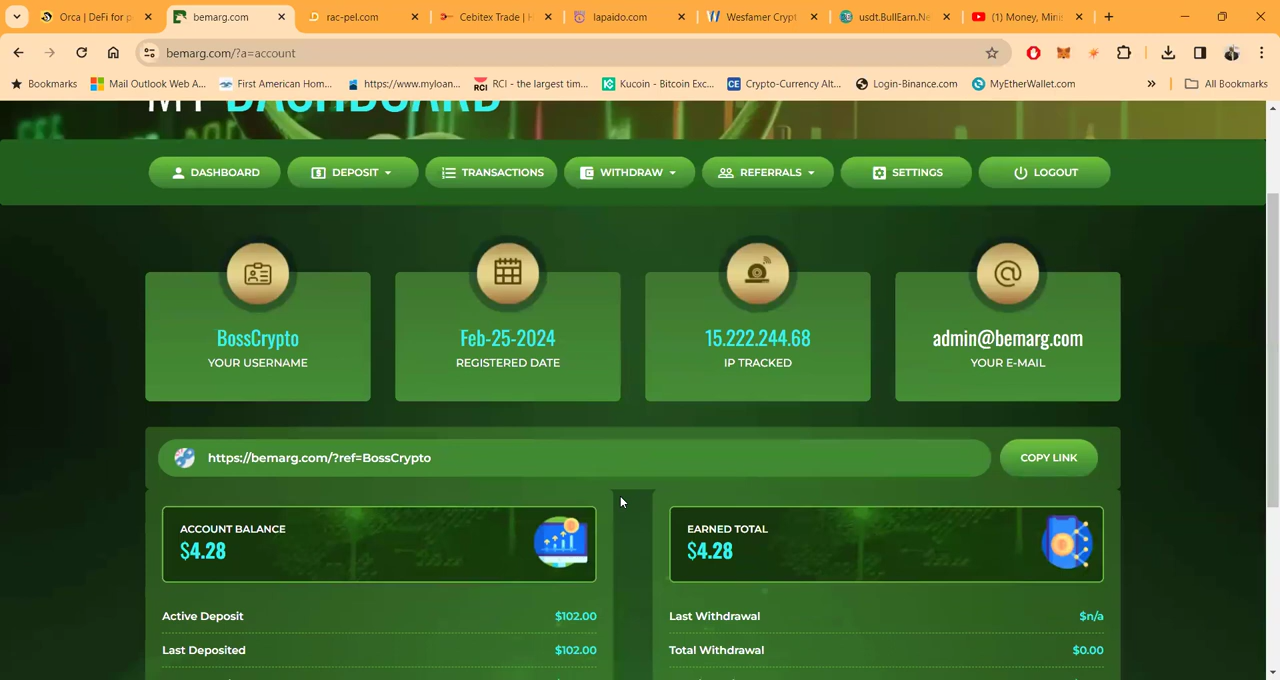 Orca | DeFi for p
bemarg.com
rac-pel.com
Cebitex Trade | H
lapaido.com
Wesfamer Crypt
usdt.BullEarn.Ne
(1) Money, Mini
bemarg.com/?a=account
Bookmarks
Mail Outlook Web A...
First American Hom...
https://www.myloan...
RCI - the largest tim...
Kucoin - Bitcoin Exc...
Crypto-Currency Alt...
Login-Binance.com
MyEtherWallet.com
»
All Bookmarks
MY DASHBOARD
DASHBOARD
DEPOSIT
TRANSACTIONS
WITHDRAW
REFERRALS
SETTINGS
LOGOUT
BossCrypto
YOUR USERNAME
Feb-25-2024
REGISTERED DATE
15.222.244.68
IP TRACKED
admin@bemarg.com
YOUR E-MAIL
https://bemarg.com/?ref=BossCrypto
COPY LINK
ACCOUNT BALANCE
$4.28
EARNED TOTAL
$4.28
Active Deposit $102.00
Last Withdrawal $n/a
Last Deposited $102.00
Total Withdrawal $0.00